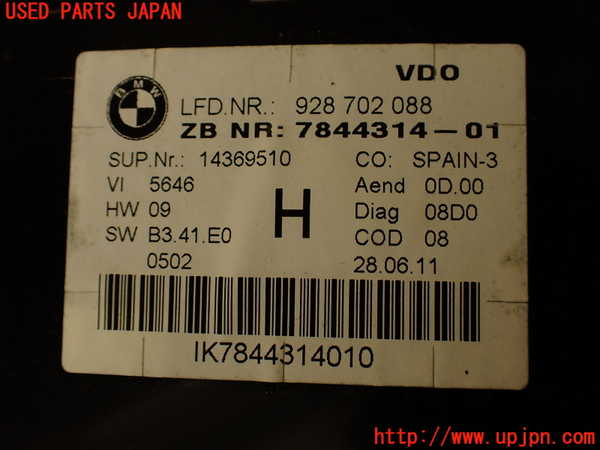 USED PARTS JAPAN
VDO
BMW
LFD.NR.: 928 702 088
ZB NR: 7844314-01
SUP.Nr.: 14369510 CO: SPAIN-3
VI 5646 Aend 0D.00
HW 09 H Diag 08D0
SW B3.41.E0 COD 08
0502 28.06.11
IK7844314010
http://www.upjpn.com/